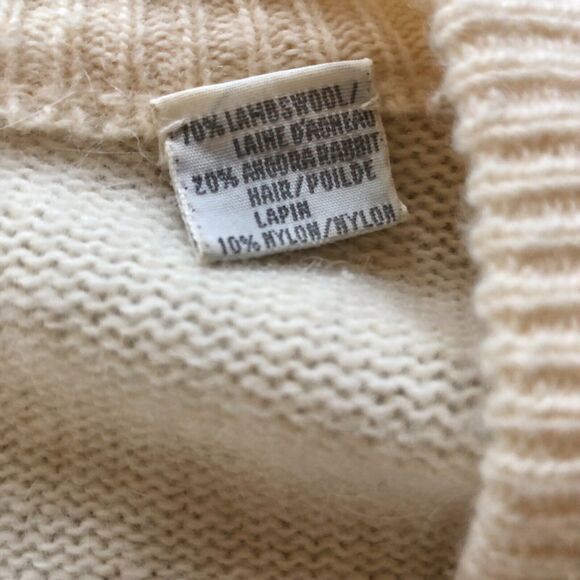 70% LAMBSWOOL/
LAINE D'AGNEAU
20% ANGORA RABBIT
HAIR/POILDE
LAPIN
10% NYLON/NYLON